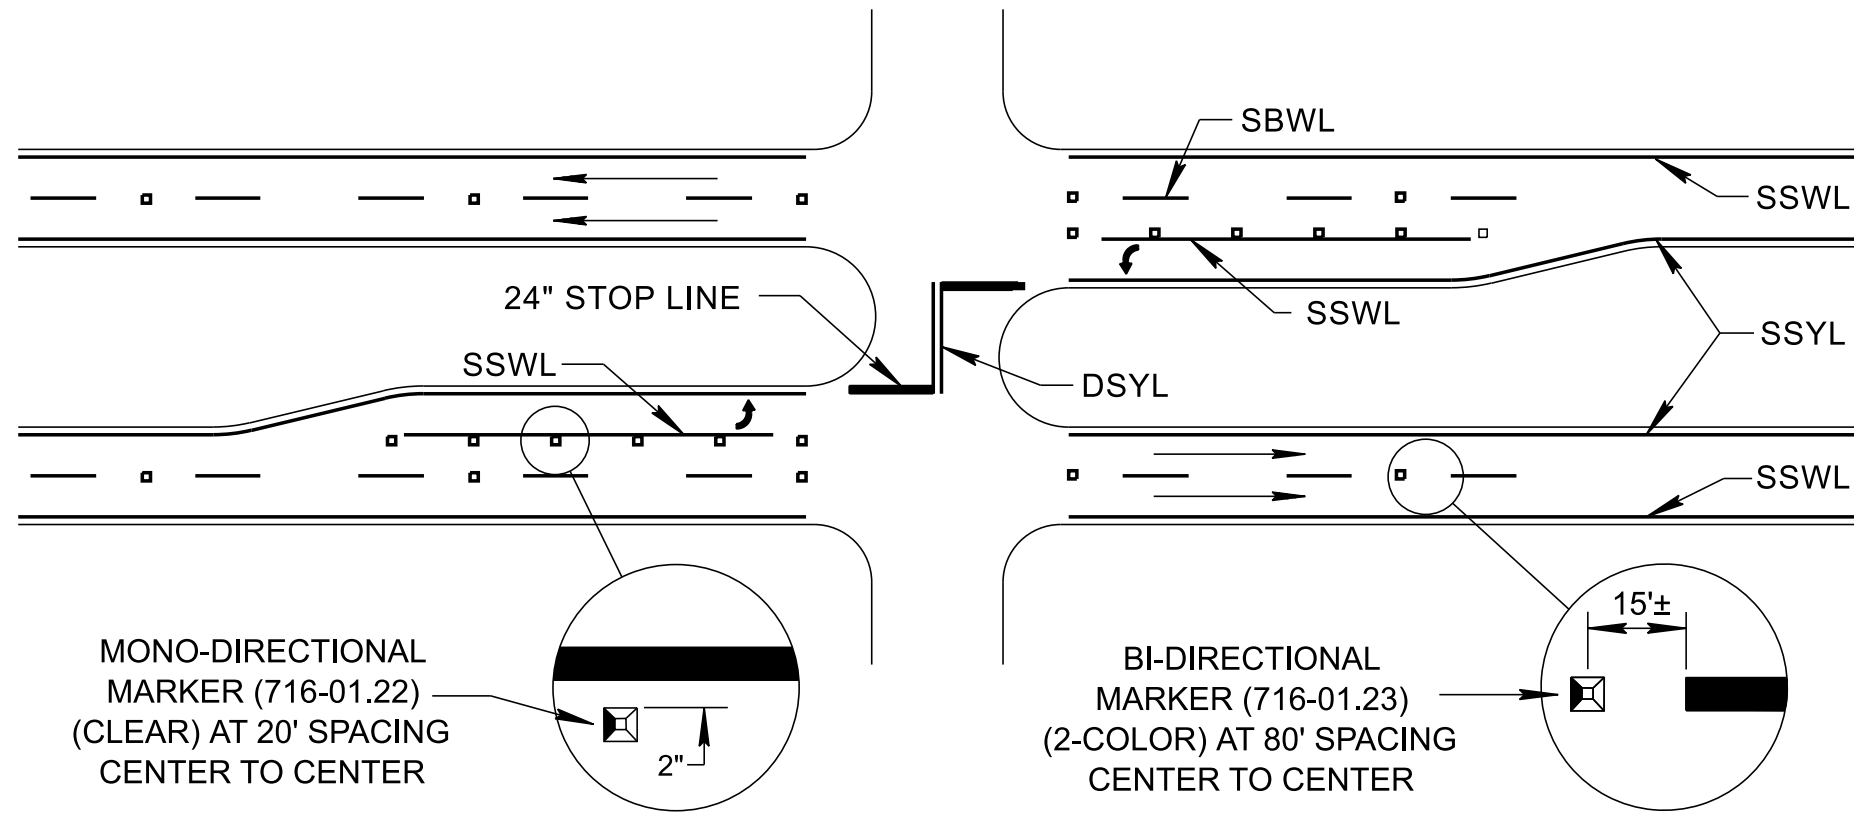 SBWL
SSWL
24" STOP LINE
SSWL
SSYL
SSWL
DSYL
SSWL
15'±
MONO-DIRECTIONAL
MARKER (716-01.22)
(CLEAR) AT 20' SPACING
CENTER TO CENTER
2"
BI-DIRECTIONAL
MARKER (716-01.23)
(2-COLOR) AT 80' SPACING
CENTER TO CENTER